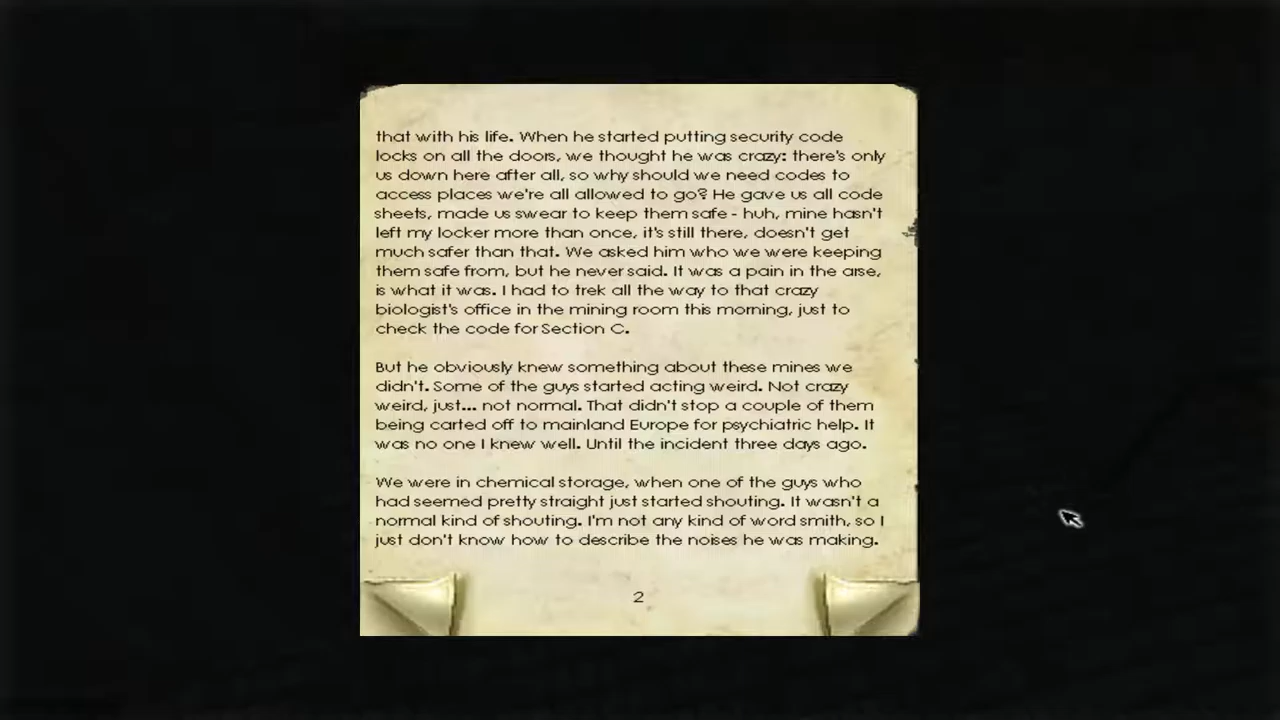 that with his life. When he started putting security code
locks on all the doors, we thought he was crazy: there's only
us down here after all, so why should we need codes to
access places we're all allowed to go? He gave us all code
sheets, made us swear to keep them safe - huh, mine hasn't
left my locker more than once, it's still there, doesn't get
much safer than that. We asked him who we were keeping
them safe from, but he never said. It was a pain in the arse,
is what it was. I had to trek all the way to that crazy
biologist's office in the mining room this morning, just to
check the code for Section C.
But he obviously knew something about these mines we
didn't. Some of the guys started acting weird. Not crazy
weird, just... not normal. That didn't stop a couple of them
being carted off to mainland Europe for psychiatric help. It
was no one I knew well. Until the incident three days ago.
We were in chemical storage, when one of the guys who
had seemed pretty straight just started shouting. It wasn't a
normal kind of shouting. I'm not any kind of word smith, so I
just don't know how to describe the noises he was making.
2